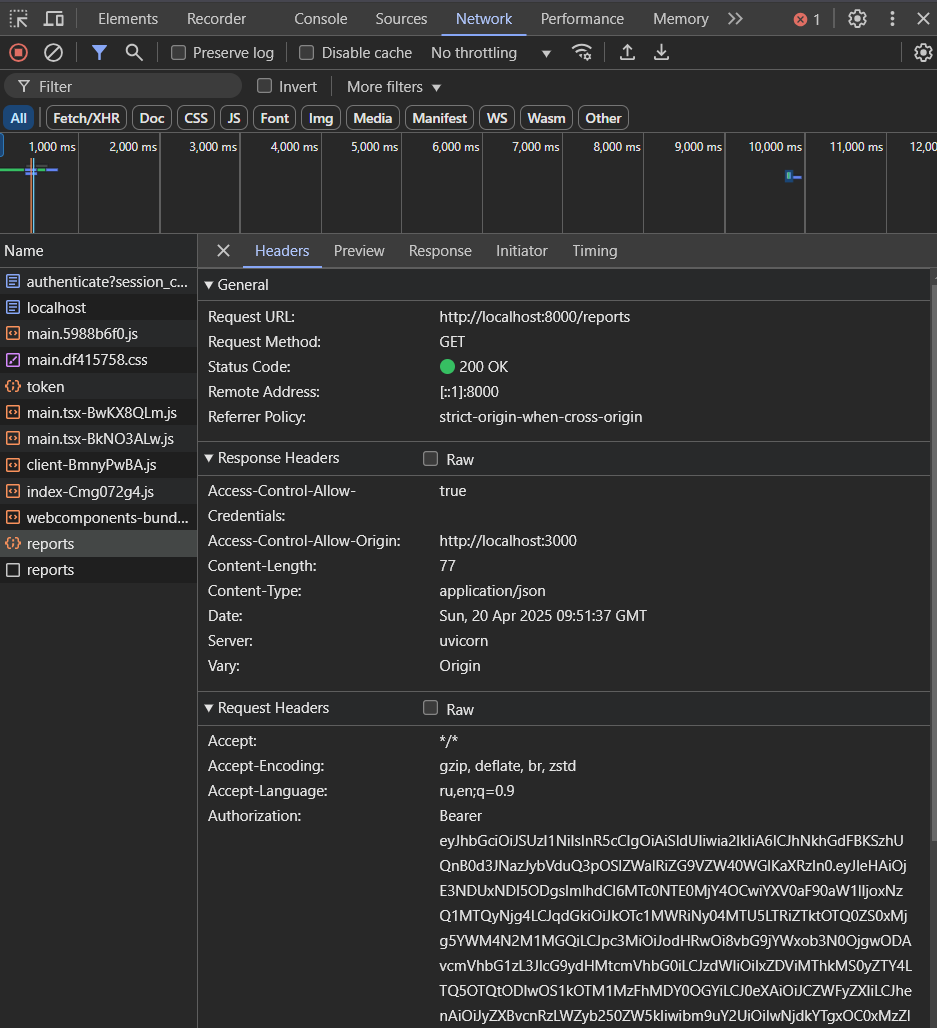 Elements Recorder Console Sources Network Performance Memory 1
Preserve log Disable cache No throttling
Filter Invert More filters
All Fetch/XHR Doc CSS JS Font Img Media Manifest WS Wasm Other
1,000 ms 2,000 ms 3,000 ms 4,000 ms 5,000 ms 6,000 ms 7,000 ms 8,000 ms 9,000 ms 10,000 ms 11,000 ms 12,00
Name
authenticate?session_c...
localhost
main.5988b6f0.js
main.df415758.css
token
main.tsx-BwKX8QLm.js
main.tsx-BkNO3ALw.js
client-BmnyPwBA.js
index-Cmg072g4.js
webcomponents-bund...
reports
reports
Headers Preview Response Initiator Timing
General
Request URL: http://localhost:8000/reports
Request Method: GET
Status Code: 200 OK
Remote Address: [::1]:8000
Referrer Policy: strict-origin-when-cross-origin
Response Headers Raw
Access-Control-Allow- true
Credentials:
Access-Control-Allow-Origin: http://localhost:3000
Content-Length: 77
Content-Type: application/json
Date: Sun, 20 Apr 2025 09:51:37 GMT
Server: uvicorn
Vary: Origin
Request Headers Raw
Accept: */*
Accept-Encoding: gzip, deflate, br, zstd
Accept-Language: ru,en;q=0.9
Authorization: Bearer